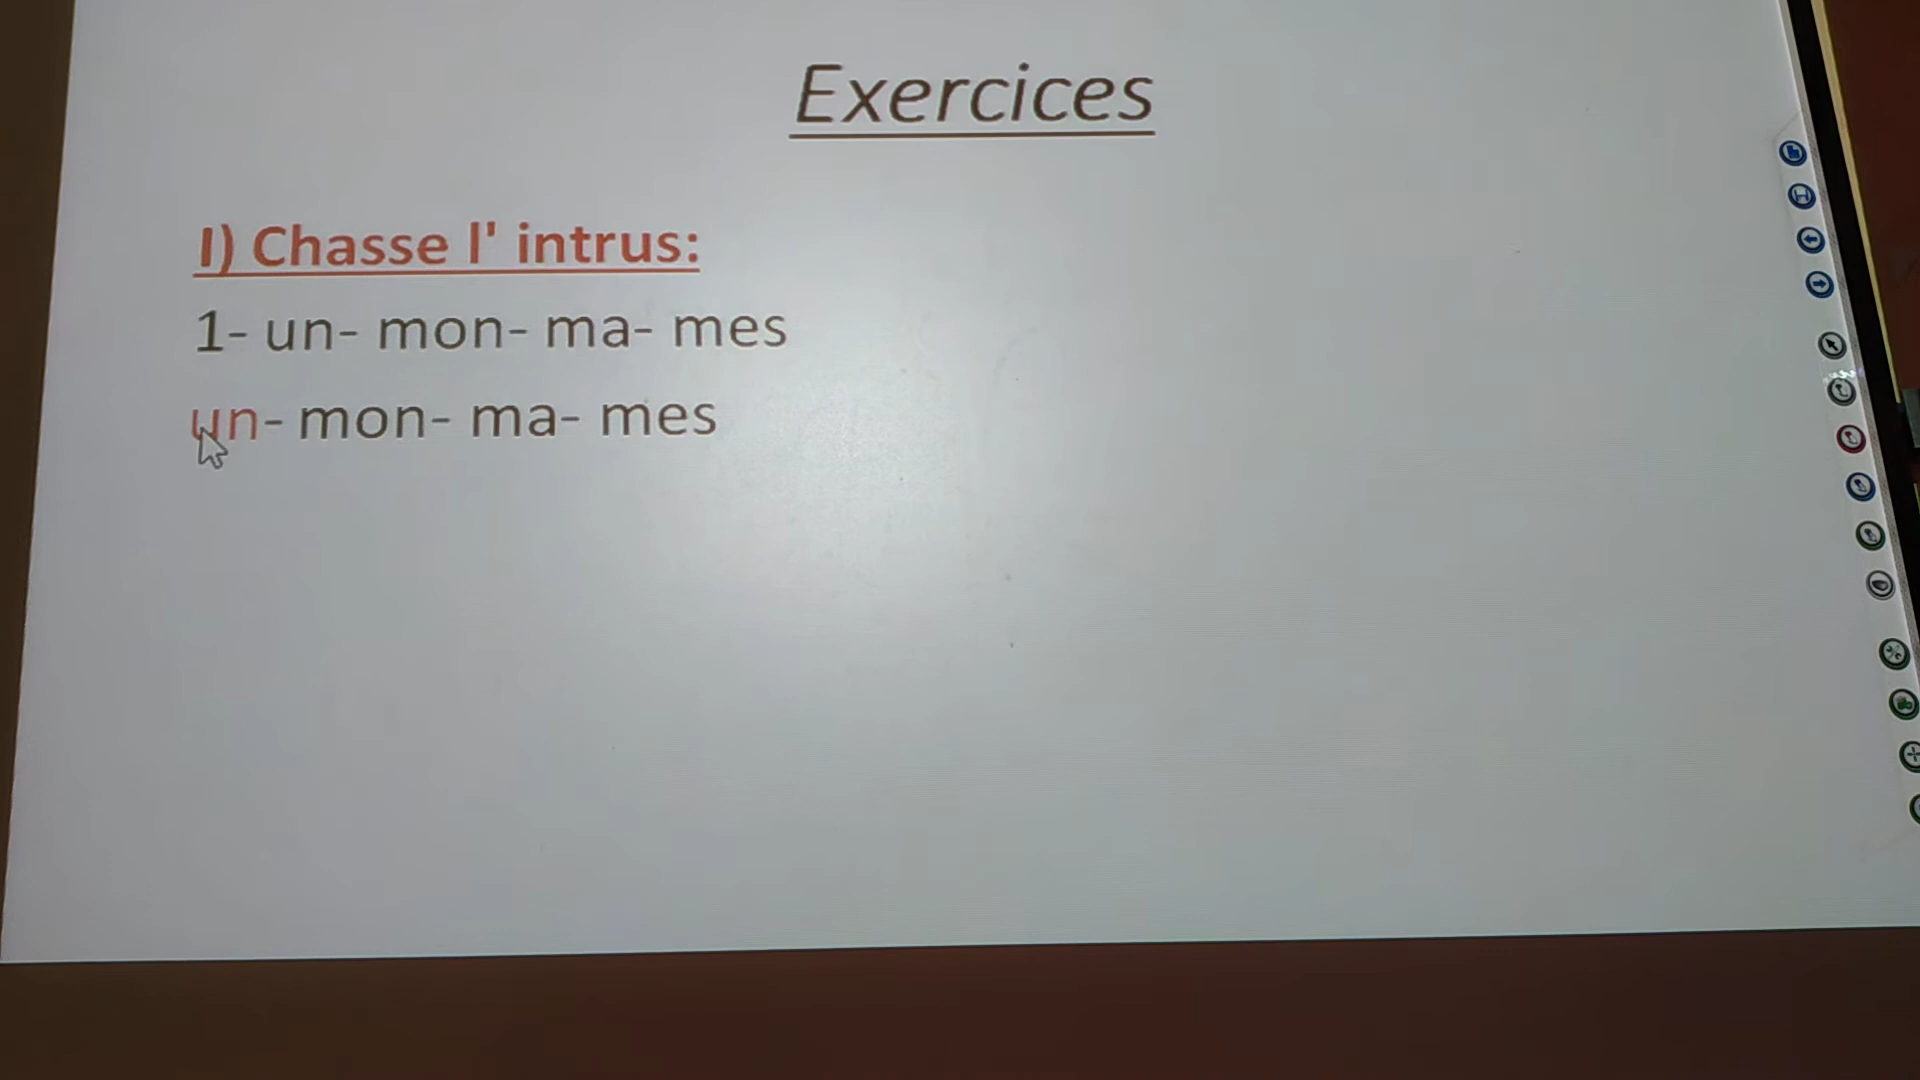 Exercices
I) Chasse l' intrus:
1- un- mon- ma- mes
un- mon- ma- mes